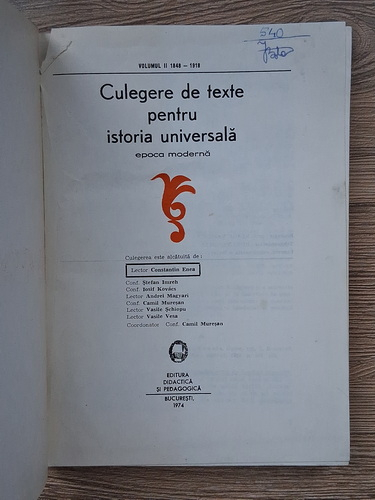 540
VOLUMUL II 1848 - 1918
Culegere de texte
pentru
istoria universală
epoca modernă
Culegerea este alcătuită de :
Lector Constantin Enea
Conf. Ștefan Imreh
Conf. Iosif Kovács
Lector Andrei Magyari
Conf. Camil Mureșan
Lector Vasile Șchiopu
Lector Vasile Vesa
Coordonator Conf. Camil Mureșan
EDITURA
DIDACTICĂ
ȘI PEDAGOGICĂ
BUCUREȘTI,
1974